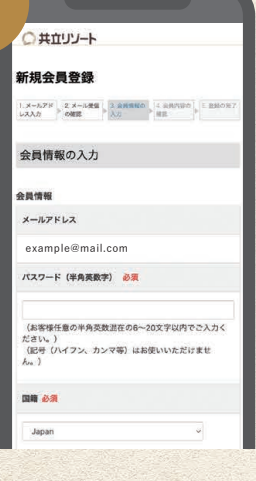 共立リゾート
新規会員登録
1.メールアド
レス入力
2.メール受信
の確認
3.会員情報の
入力
4.会員内容の
確認
5.登録の完了
会員情報の入力
会員情報
メールアドレス
example@mail.com
パスワード（半角英数字） 必須
（お客様任意の半角英数混在の6～20文字以内でご入力く
ださい。）
（記号（ハイフン、カンマ等）はお使いいただけませ
ん。）
国籍 必須
Japan